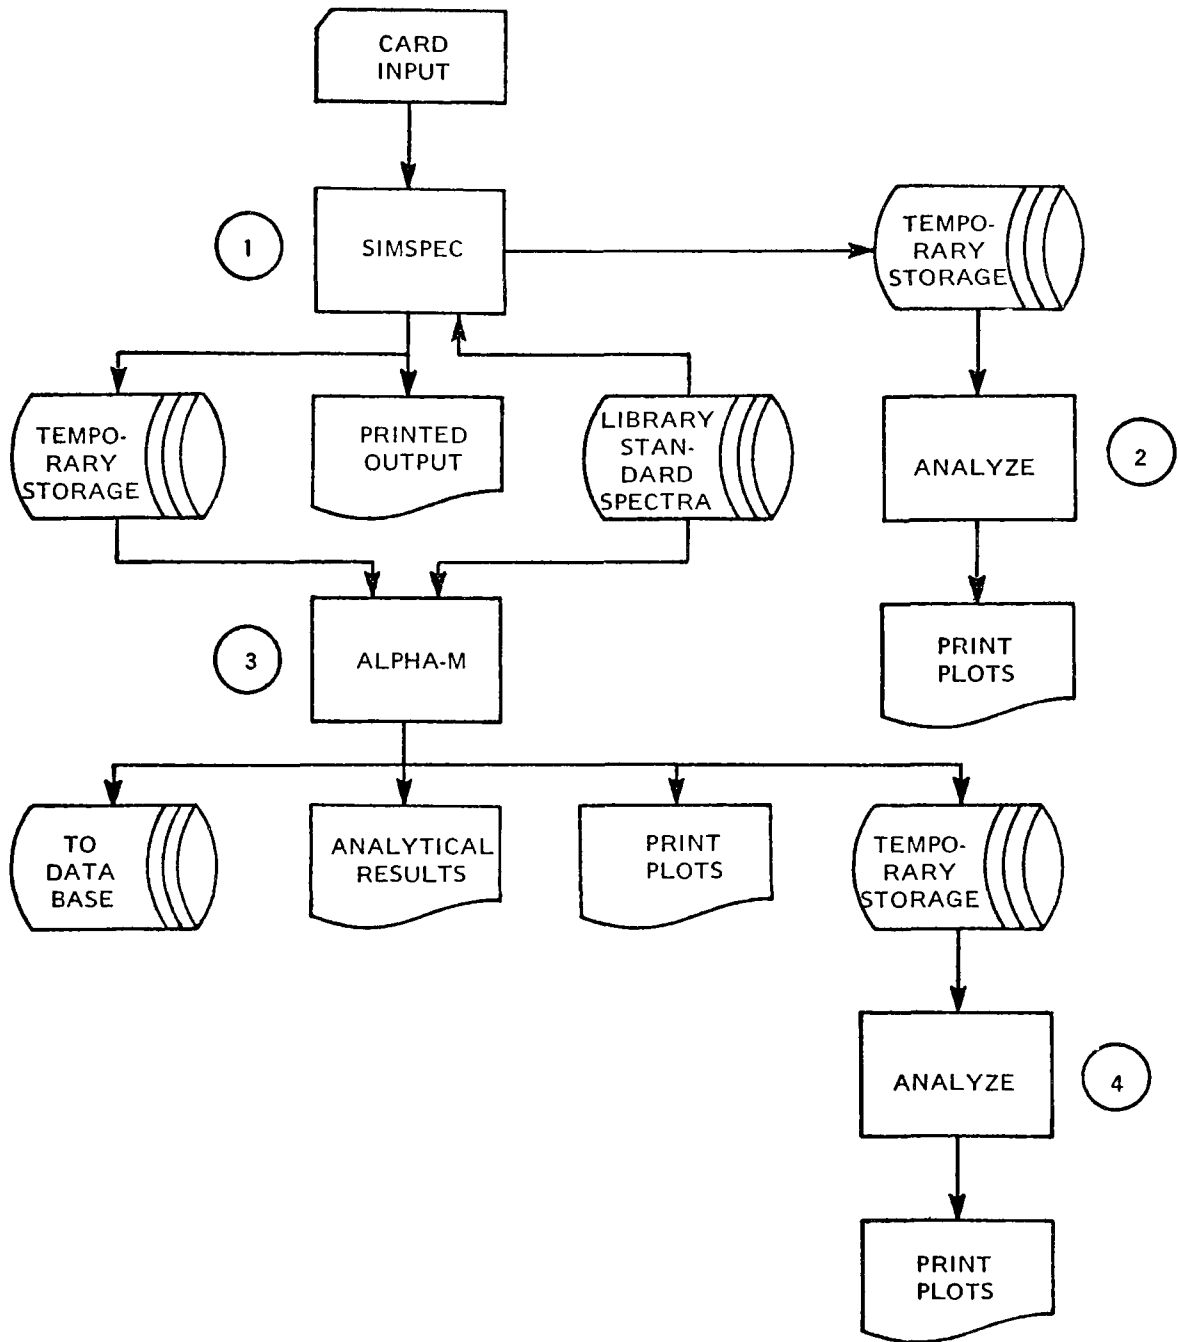 CARD
INPUT
1
SIMSPEC
TEMPO-
RARY
STORAGE
TEMPO-
RARY
STORAGE
PRINTED
OUTPUT
LIBRARY
STAN-
DARD
SPECTRA
ANALYZE
2
3
ALPHA-M
PRINT
PLOTS
TO
DATA
BASE
ANALYTICAL
RESULTS
PRINT
PLOTS
TEMPO-
RARY
STORAGE
ANALYZE
4
PRINT
PLOTS